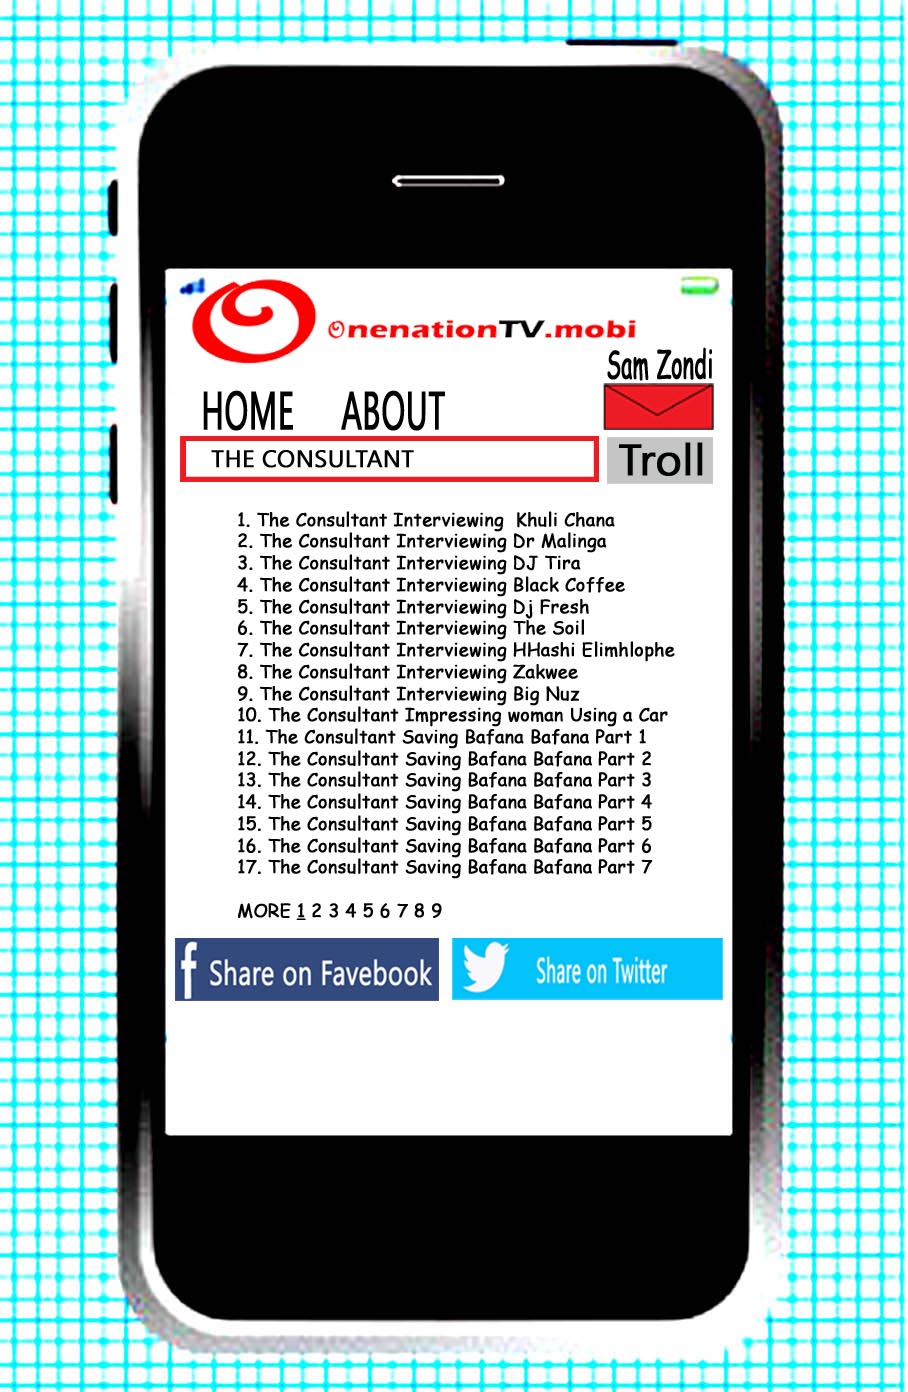 OnenationTV.mobi
Sam Zondi
HOME ABOUT
THE CONSULTANT Troll
1. The Consultant Interviewing Khuli Chana
2. The Consultant Interviewing Dr Malinga
3. The Consultant Interviewing DJ Tira
4. The Consultant Interviewing Black Coffee
5. The Consultant Interviewing Dj Fresh
6. The Consultant Interviewing The Soil
7. The Consultant Interviewing HHashi Elimhlophe
8. The Consultant Interviewing Zakwee
9. The Consultant Interviewing Big Nuz
10. The Consultant Impressing woman Using a Car
11. The Consultant Saving Bafana Bafana Part 1
12. The Consultant Saving Bafana Bafana Part 2
13. The Consultant Saving Bafana Bafana Part 3
14. The Consultant Saving Bafana Bafana Part 4
15. The Consultant Saving Bafana Bafana Part 5
16. The Consultant Saving Bafana Bafana Part 6
17. The Consultant Saving Bafana Bafana Part 7
MORE 1 2 3 4 5 6 7 8 9
f Share on Favebook Share on Twitter